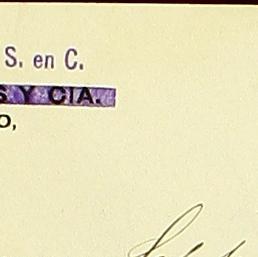 S. en C.
S Y CIA.
O,